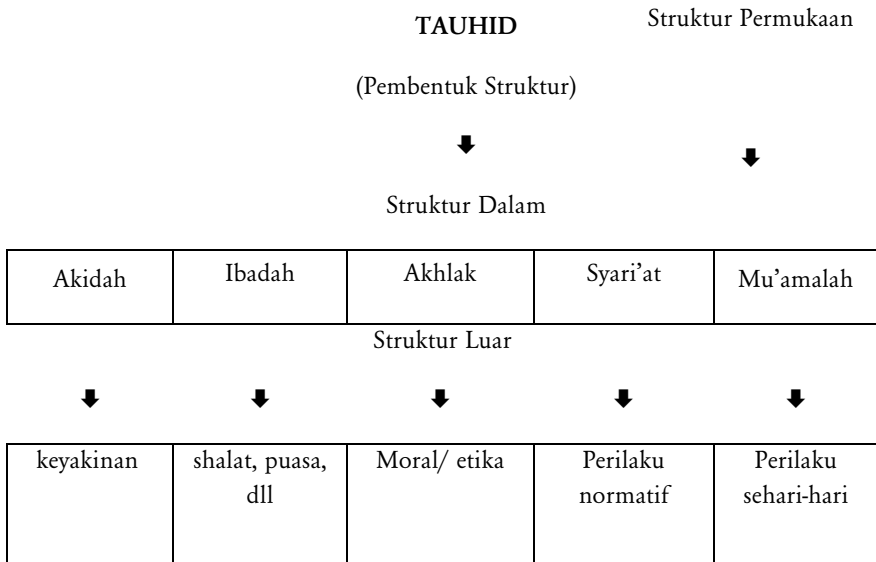 TAUHID
Struktur Permukaan
(Pembentuk Struktur)
Struktur Dalam
Akidah
Ibadah
Akhlak
Syari’at
Mu’amalah
Struktur Luar
keyakinan
shalat, puasa,
dll
Moral/ etika
Perilaku
normatif
Perilaku
sehari-hari